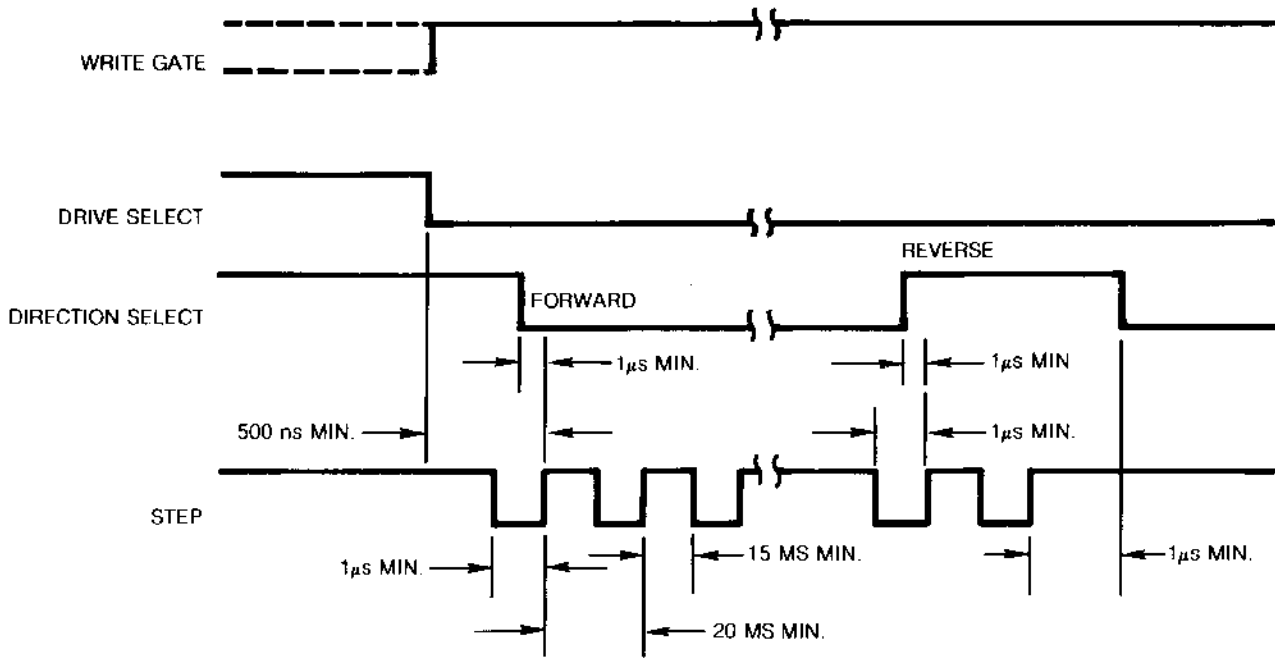 WRITE GATE
DRIVE SELECT
REVERSE
FORWARD
DIRECTION SELECT
1μs MIN.
1μs MIN
500 ns MIN.
1μs MIN.
STEP
15 MS MIN.
1μs MIN.
1μs MIN.
20 MS MIN.